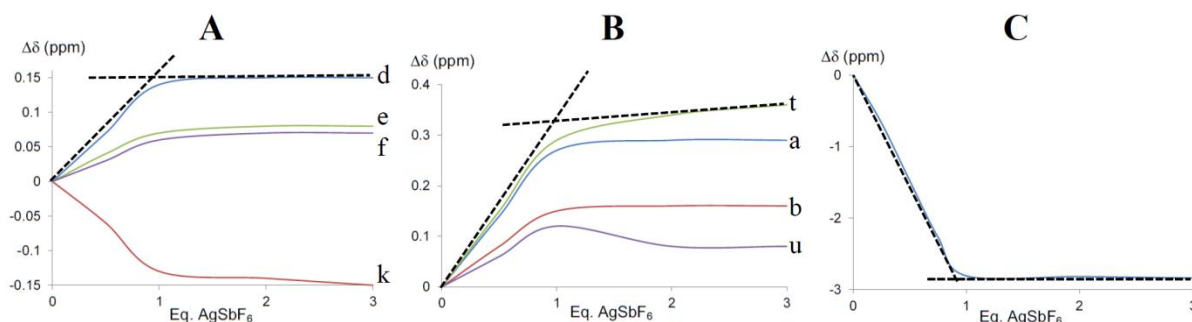 A
Δδ (ppm)
0.15
0.1
0.05
0
-0.05
-0.1
-0.15
0
1
2
3
Eq. AgSbF₆
d
e
f
k
B
Δδ (ppm)
0.4
0.3
0.2
0.1
0
0
1
2
3
Eq. AgSbF₆
t
a
b
u
C
Δδ (ppm)
0
-1
-2
-3
0
1
2
3
Eq. AgSbF₆